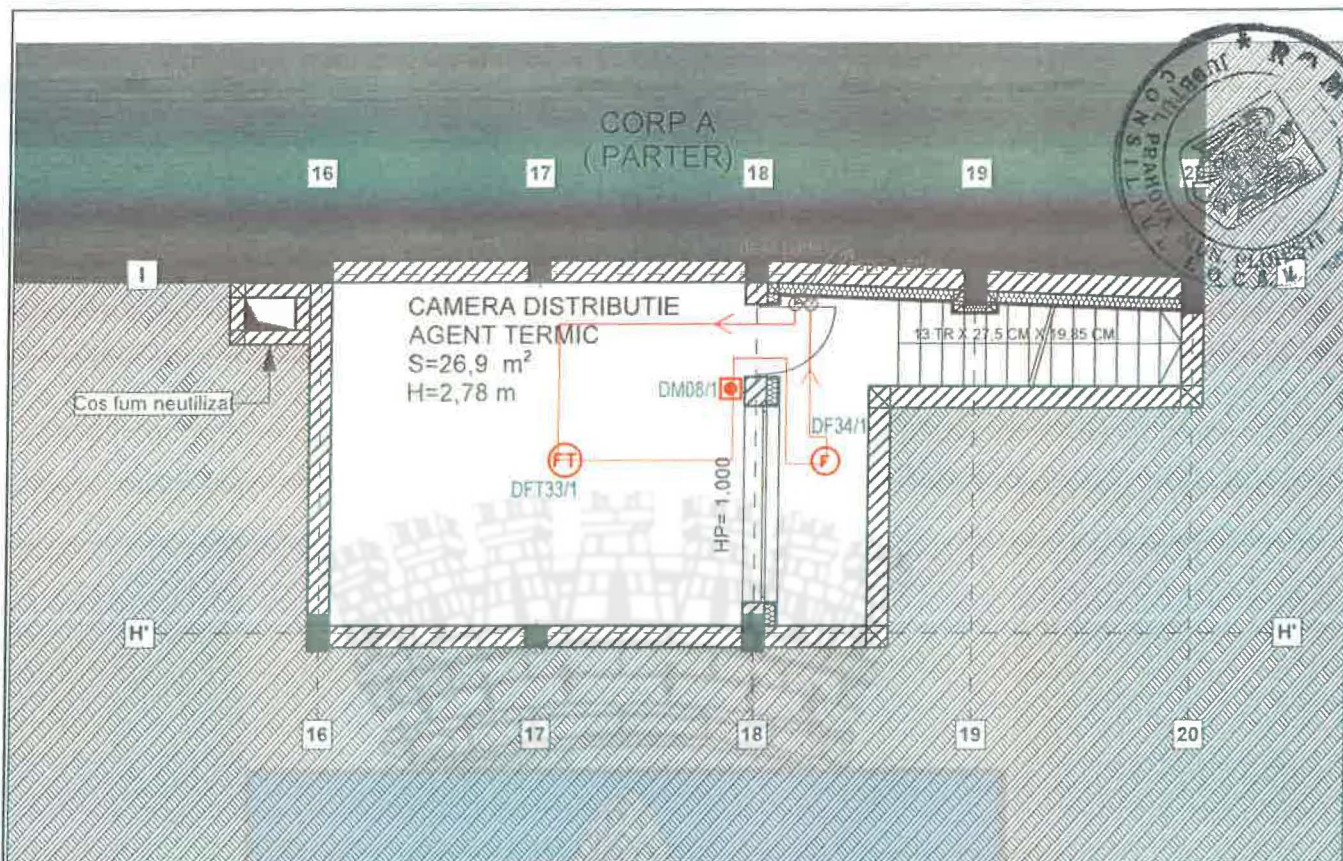 CORP A
( PARTER)
16 17 18 19
I
CAMERA DISTRIBUTIE
AGENT TERMIC
S=26,9 m²
H=2,78 m
13 TR X 27,5 CM X 19.85 CM
Cos fum neutilizat
DM08/1
DF34/1
FT
F
DFT33/1
HP= 1.000
H' H'
16 17 18 19 20
JUDEŢUL PRAHOVA